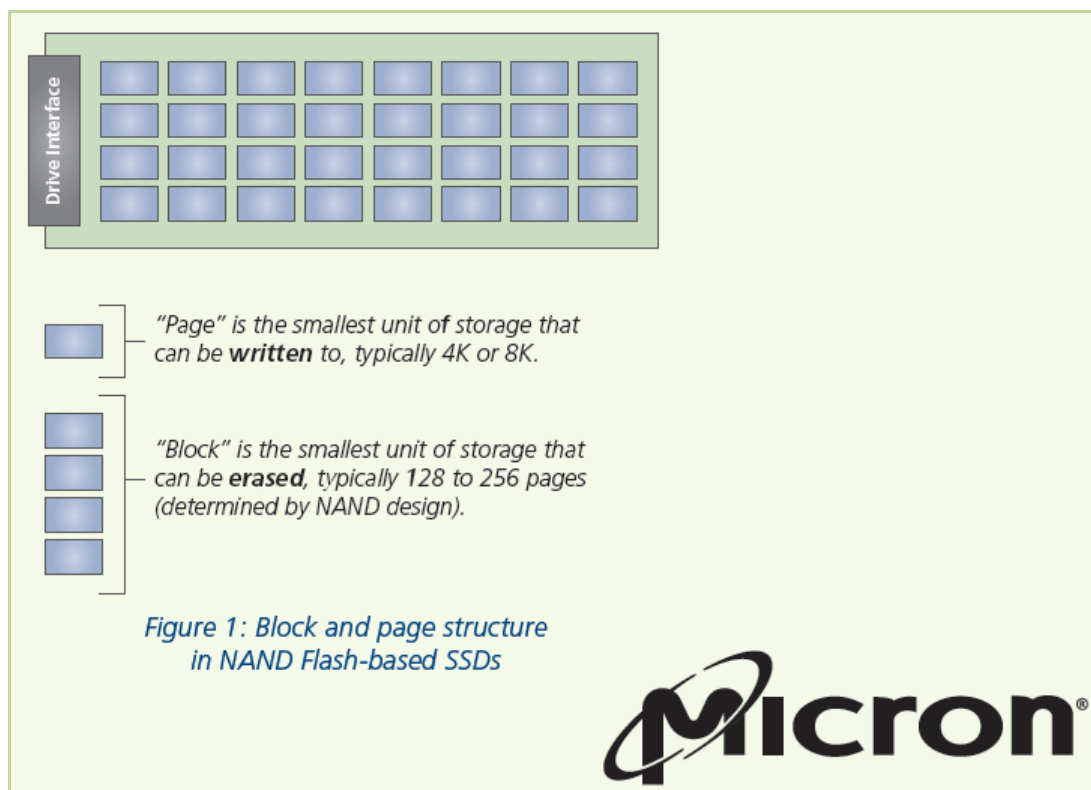 Drive Interface
“Page” is the smallest unit of storage that
can be written to, typically 4K or 8K.
“Block” is the smallest unit of storage that
can be erased, typically 128 to 256 pages
(determined by NAND design).
Figure 1: Block and page structure
in NAND Flash-based SSDs
Micron®